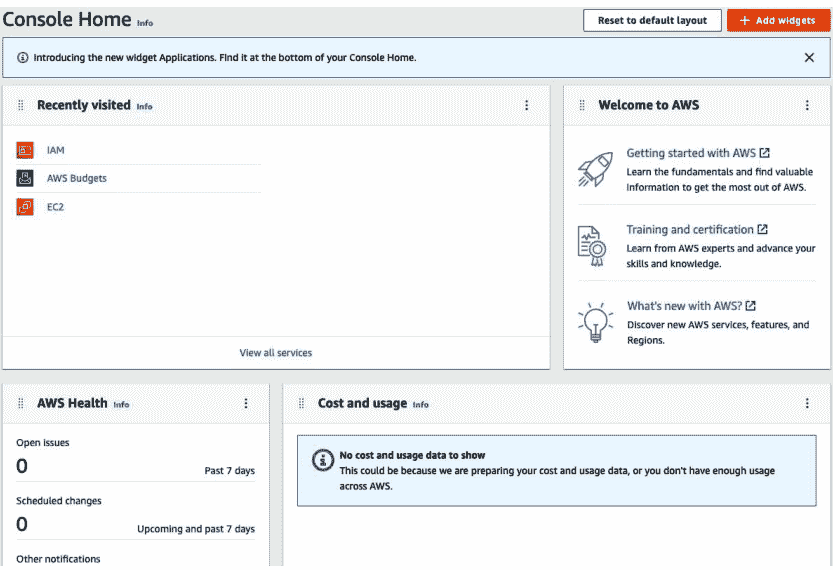 Console Home Info
Reset to default layout
+ Add widgets
Introducing the new widget Applications. Find it at the bottom of your Console Home.
Recently visited Info
IAM
AWS Budgets
EC2
View all services
Welcome to AWS
Getting started with AWS
Learn the fundamentals and find valuable
information to get the most out of AWS.
Training and certification
Learn from AWS experts and advance your
skills and knowledge.
What's new with AWS?
Discover new AWS services, features, and
Regions.
AWS Health Info
Open issues
0
Past 7 days
Scheduled changes
0
Upcoming and past 7 days
Other notifications
Cost and usage Info
No cost and usage data to show
This could be because we are preparing your cost and usage data, or you don't have enough usage
across AWS.